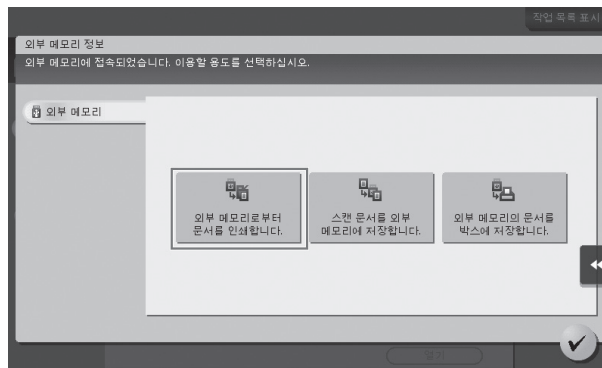 작업 목록 표시
외부 메모리 정보
외부 메모리에 접속되었습니다. 이용할 용도를 선택하십시오.
외부 메모리
외부 메모리로부터
문서를 인쇄합니다.
스캔 문서를 외부
메모리에 저장합니다.
외부 메모리의 문서를
박스에 저장합니다.